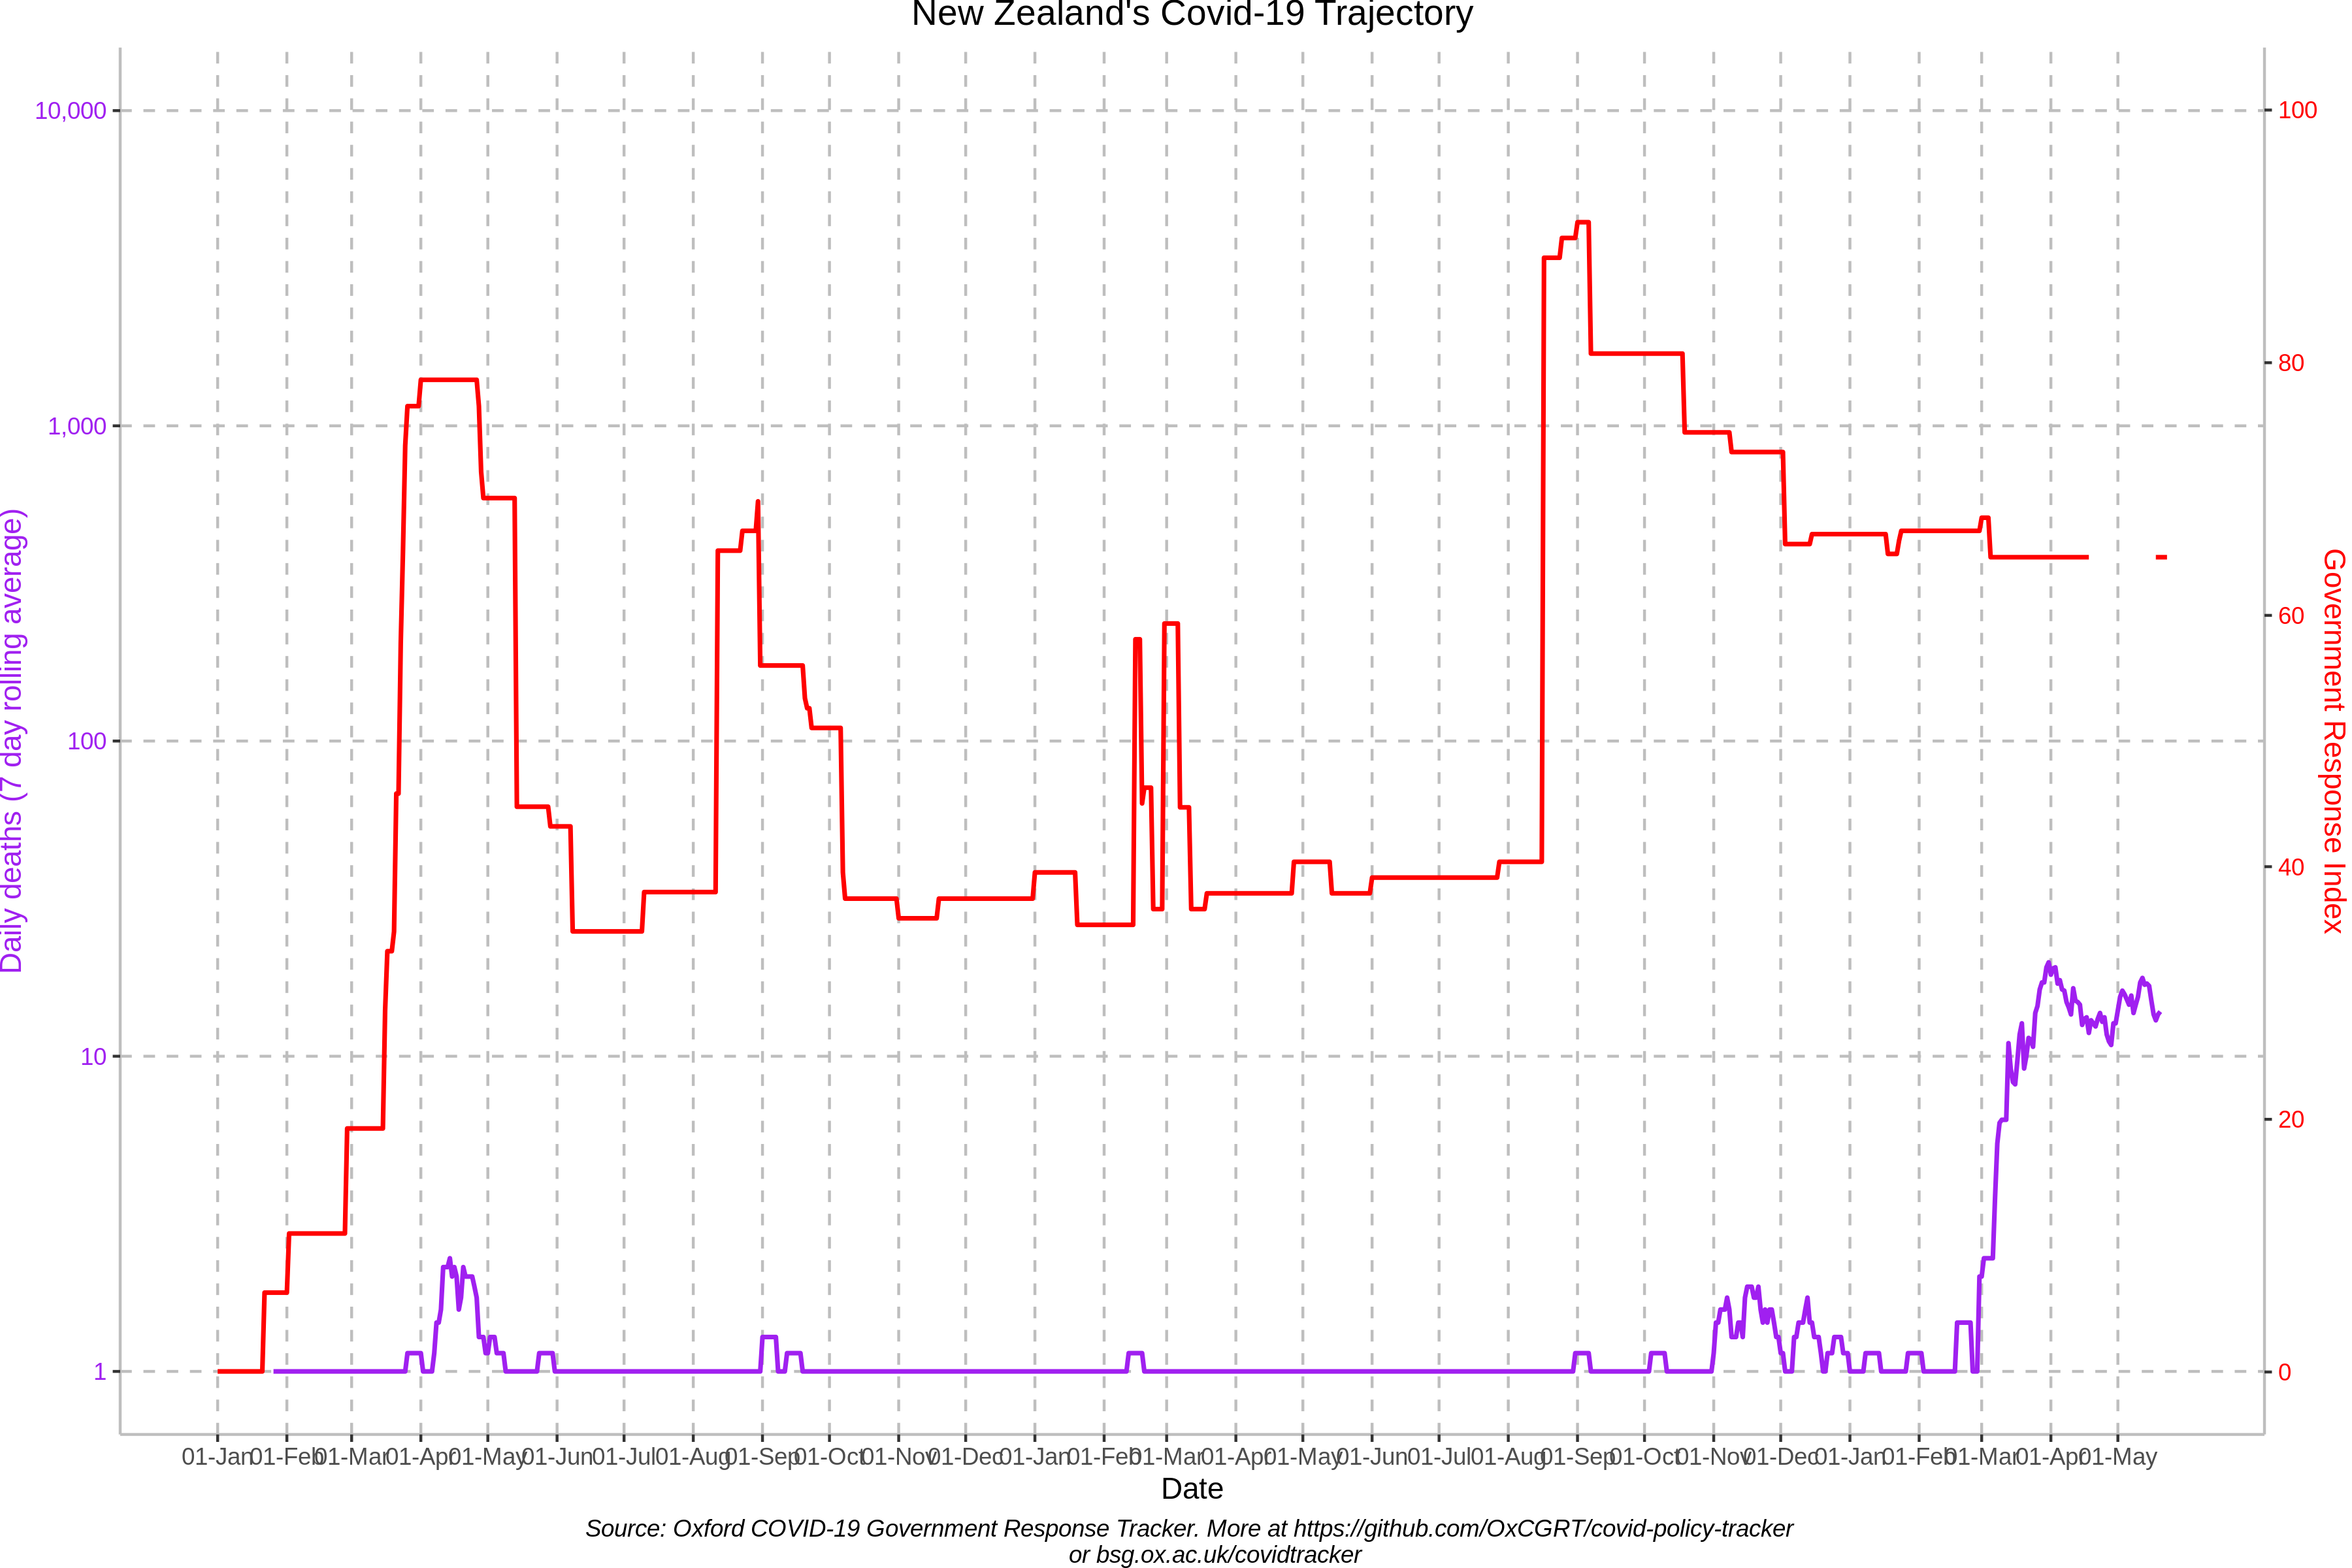 New Zealand's Covid-19 Trajectory
10,000
1,000
100
10
1
Daily deaths (7 day rolling average)
100
80
60
40
20
0
Government Response Index
01-Jan 01-Feb 01-Mar 01-Apr 01-May 01-Jun 01-Jul 01-Aug 01-Sep 01-Oct 01-Nov 01-Dec 01-Jan 01-Feb 01-Mar 01-Apr 01-May 01-Jun 01-Jul 01-Aug 01-Sep 01-Oct 01-Nov 01-Dec 01-Jan 01-Feb 01-Mar 01-Apr 01-May
Date
Source: Oxford COVID-19 Government Response Tracker. More at https://github.com/OxCGRT/covid-policy-tracker
or bsg.ox.ac.uk/covidtracker